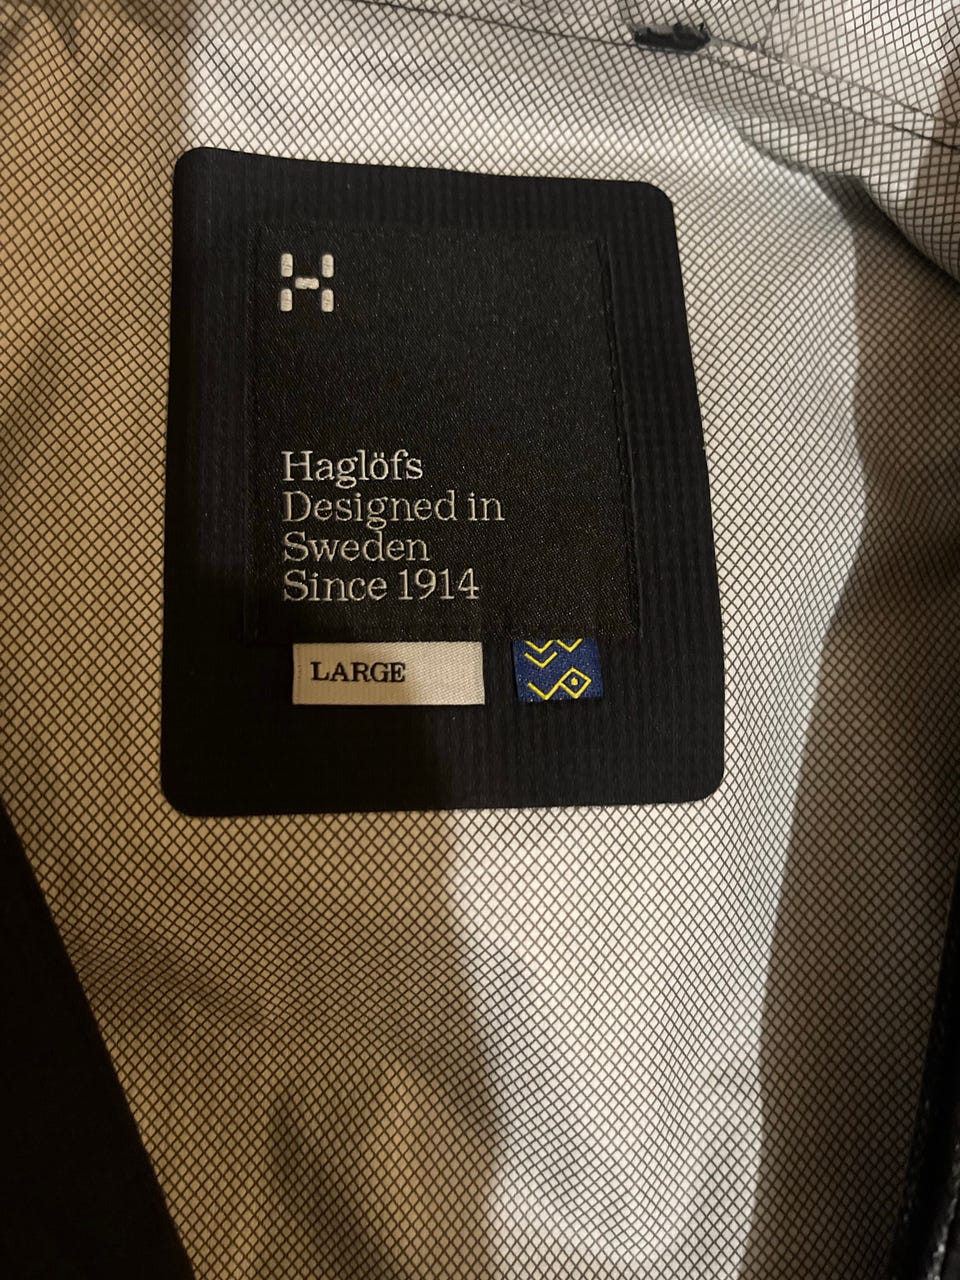 H
Haglöfs
Designed in
Sweden
Since 1914
LARGE